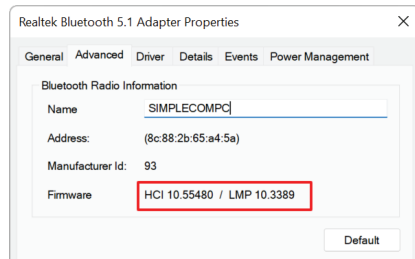 Realtek Bluetooth 5.1 Adapter Properties
General Advanced Driver Details Events Power Management
Bluetooth Radio Information
Name SIMPLECOMPC
Address: (8c:88:2b:65:a4:5a)
Manufacturer Id: 93
Firmware HCI 10.55480 / LMP 10.3389
Default